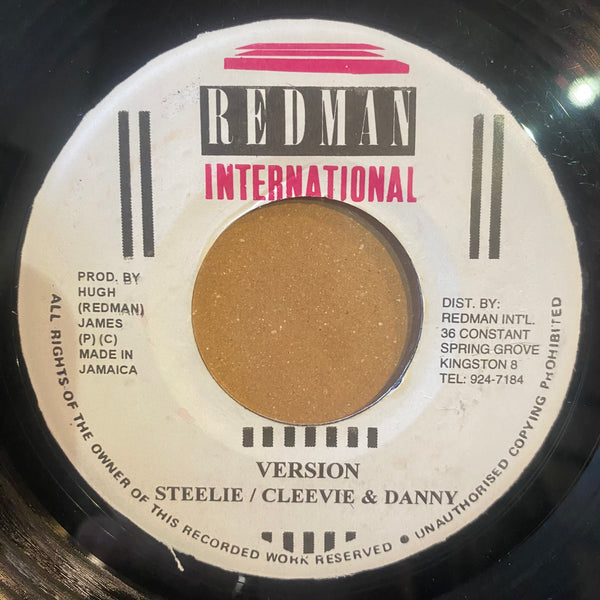 REDMAN
INTERNATIONAL
PROD. BY
HUGH
(REDMAN)
JAMES
(P) (C)
MADE IN
JAMAICA
DIST. BY:
REDMAN INT'L.
36 CONSTANT
SPRING GROVE
KINGSTON 8
TEL: 924-7184
VERSION
STEELIE / CLEEVIE & DANNY
ALL RIGHTS OF THE OWNER OF THIS RECORDED WORK RESERVED ● UNAUTHORISED COPYING PROHIBITED